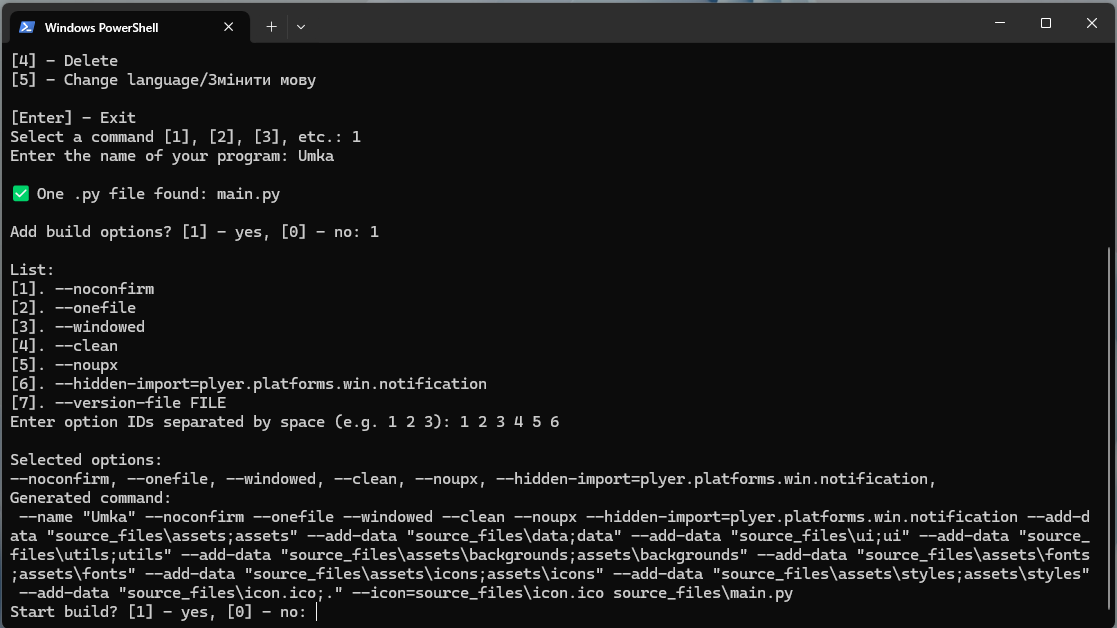 Windows PowerShell
[4] - Delete
[5] - Change language/Змінити мову
[Enter] - Exit
Select a command [1], [2], [3], etc.: 1
Enter the name of your program: Umka
✅ One .py file found: main.py
Add build options? [1] - yes, [0] - no: 1
List:
[1]. --noconfirm
[2]. --onefile
[3]. --windowed
[4]. --clean
[5]. --noupx
[6]. --hidden-import=plyer.platforms.win.notification
[7]. --version-file FILE
Enter option IDs separated by space (e.g. 1 2 3): 1 2 3 4 5 6
Selected options:
--noconfirm, --onefile, --windowed, --clean, --noupx, --hidden-import=plyer.platforms.win.notification,
Generated command:
--name "Umka" --noconfirm --onefile --windowed --clean --noupx --hidden-import=plyer.platforms.win.notification --add-d
ata "source_files\assets;assets" --add-data "source_files\data;data" --add-data "source_files\ui;ui" --add-data "source_
files\utils;utils" --add-data "source_files\assets\backgrounds;assets\backgrounds" --add-data "source_files\assets\fonts
;assets\fonts" --add-data "source_files\assets\icons;assets\icons" --add-data "source_files\assets\styles;assets\styles"
--add-data "source_files\icon.ico;." --icon=source_files\icon.ico source_files\main.py
Start build? [1] - yes, [0] - no: